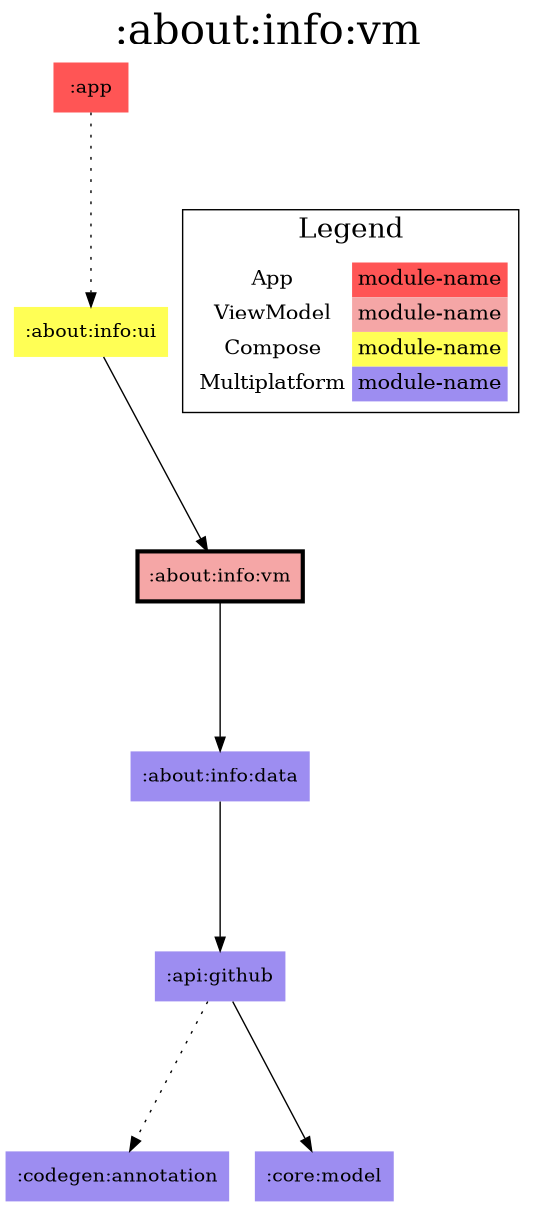 :about:info:vm
:app
Legend
App module-name
ViewModel module-name
Compose module-name
Multiplatform module-name
:about:info:ui
:about:info:vm
:about:info:data
:api:github
:codegen:annotation
:core:model